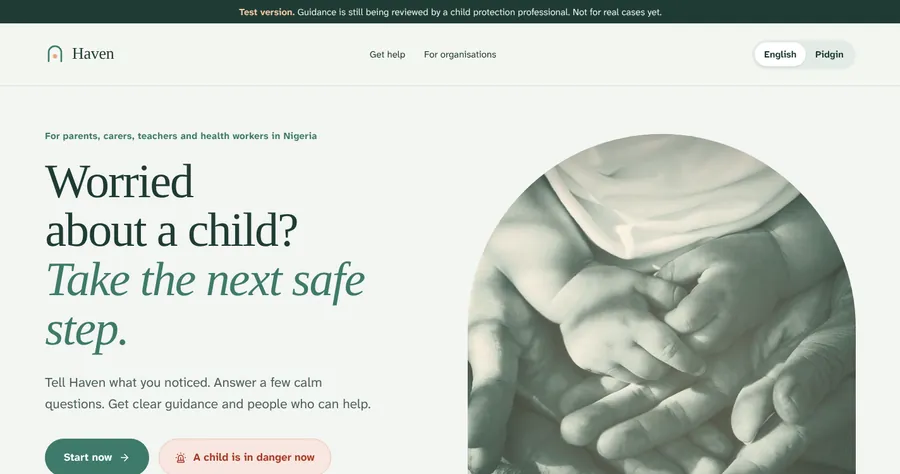 Test version. Guidance is still being reviewed by a child protection professional. Not for real cases yet.
Haven
Get help
For organisations
English
Pidgin
For parents, carers, teachers and health workers in Nigeria
Worried
about a child?
Take the next safe
step.
Tell Haven what you noticed. Answer a few calm
questions. Get clear guidance and people who can help.
Start now →
A child is in danger now